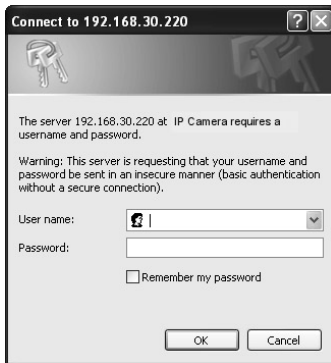 Connect to 192.168.30.220
The server 192.168.30.220 at IP Camera requires a
username and password.
Warning: This server is requesting that your username and
password be sent in an insecure manner (basic authentication
without a secure connection).
User name:
Password:
Remember my password
OK Cancel